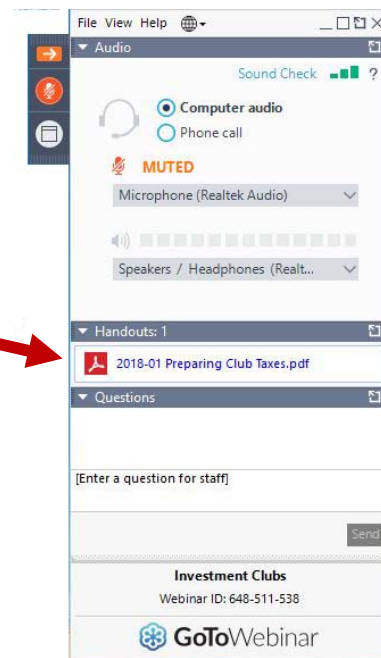 File View Help
Audio
Sound Check ?
Computer audio
Phone call
MUTED
Microphone (Realtek Audio)
Speakers / Headphones (Realt...
Handouts: 1
2018-01 Preparing Club Taxes.pdf
Questions
[Enter a question for staff]
Send
Investment Clubs
Webinar ID: 648-511-538
GoToWebinar